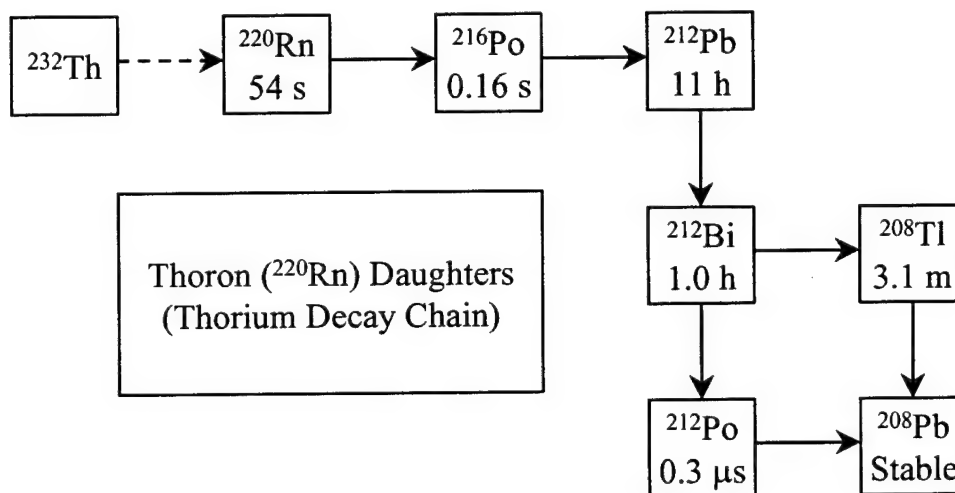 ²³²Th
²²⁰Rn
54 s
²¹⁶Po
0.16 s
²¹²Pb
11 h
Thoron (²²⁰Rn) Daughters
(Thorium Decay Chain)
²¹²Bi
1.0 h
²⁰⁸Tl
3.1 m
²¹²Po
0.3 μs
²⁰⁸Pb
Stable